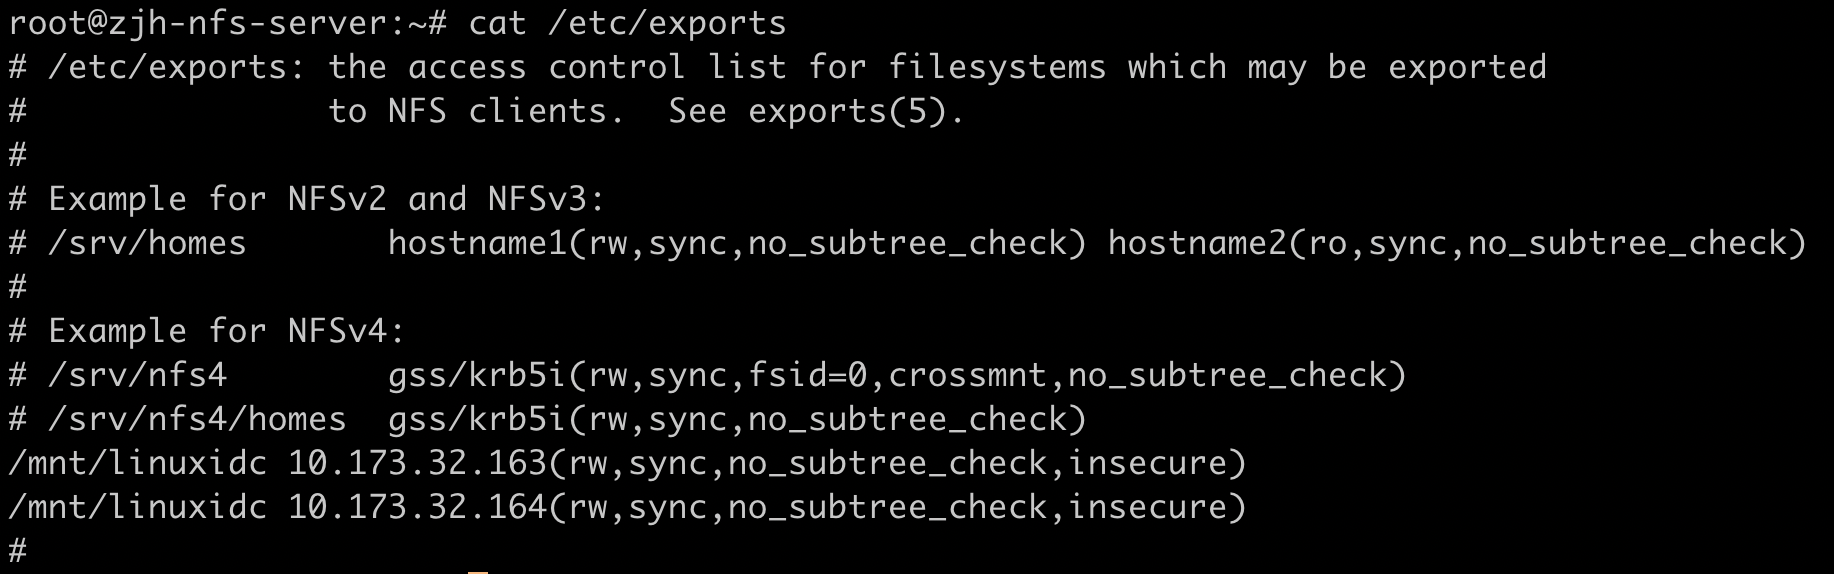 root@zjh-nfs-server:~# cat /etc/exports
# /etc/exports: the access control list for filesystems which may be exported
#               to NFS clients.  See exports(5).
#
# Example for NFSv2 and NFSv3:
# /srv/homes       hostname1(rw,sync,no_subtree_check) hostname2(ro,sync,no_subtree_check)
#
# Example for NFSv4:
# /srv/nfs4        gss/krb5i(rw,sync,fsid=0,crossmnt,no_subtree_check)
# /srv/nfs4/homes  gss/krb5i(rw,sync,no_subtree_check)
/mnt/linuxidc 10.173.32.163(rw,sync,no_subtree_check,insecure)
/mnt/linuxidc 10.173.32.164(rw,sync,no_subtree_check,insecure)
#